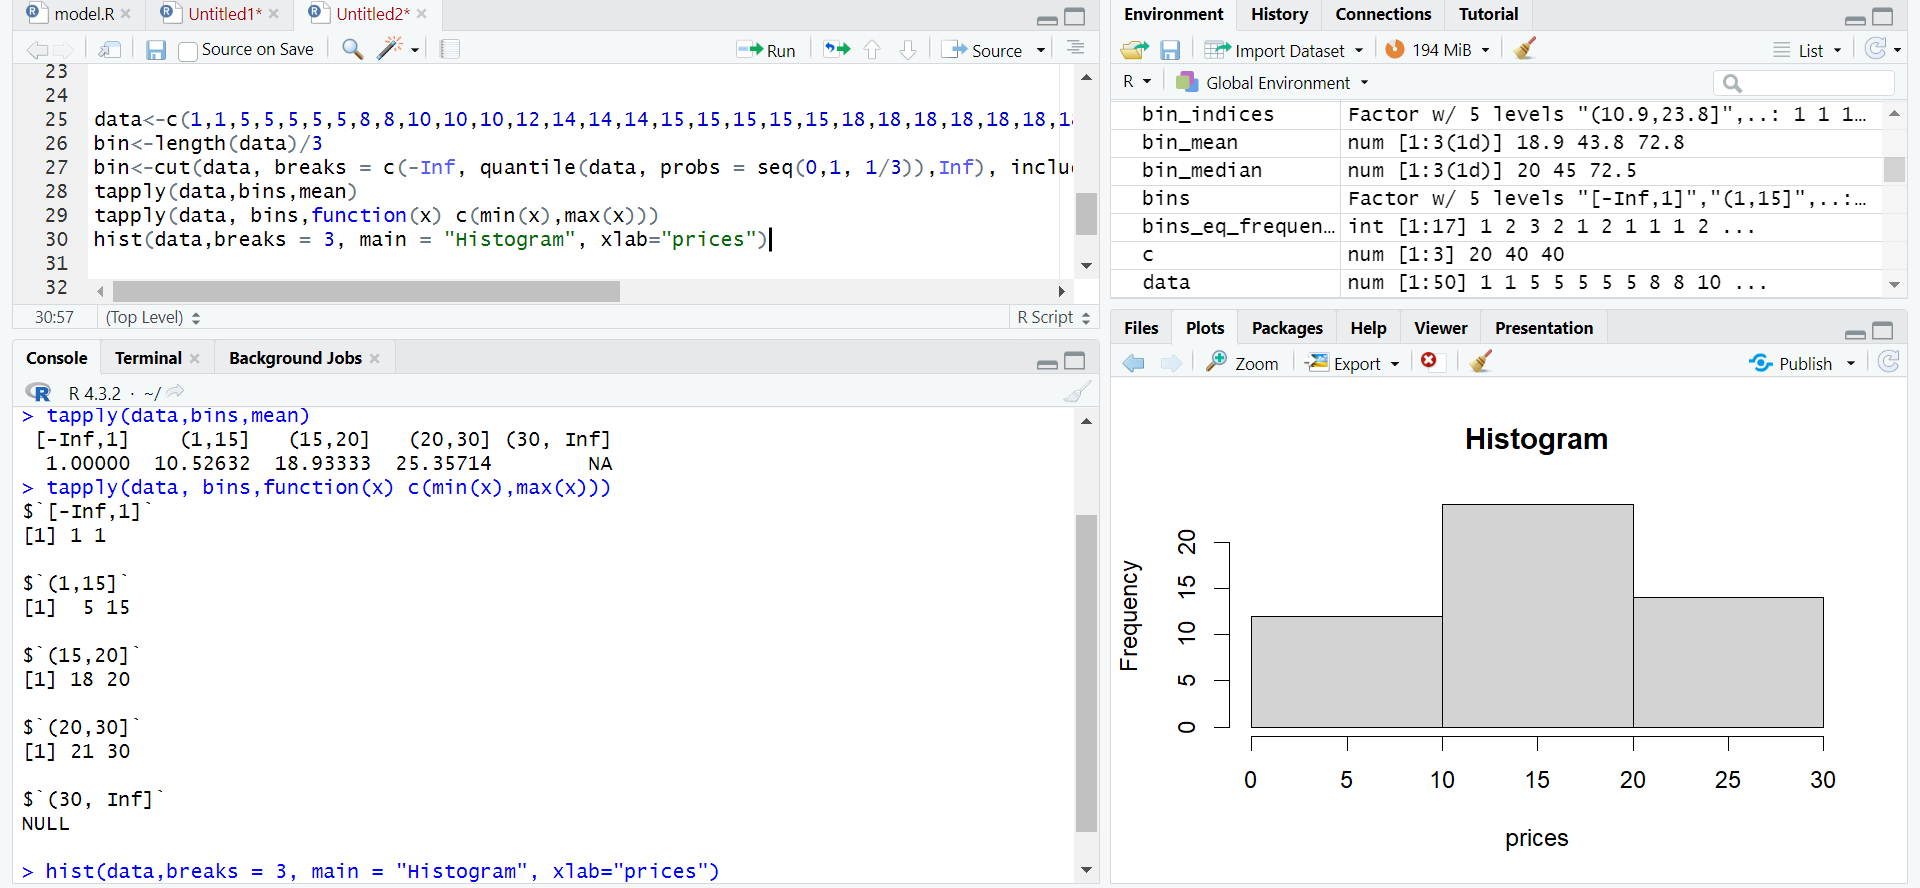 model.R
Untitled1*
Untitled2*
Source on Save
Run
Source
23
24
25 data<-c(1,1,5,5,5,5,5,8,8,10,10,10,12,14,14,14,15,15,15,15,15,18,18,18,18,18,18,18
26 bin<-length(data)/3
27 bin<-cut(data, breaks = c(-Inf, quantile(data, probs = seq(0,1, 1/3)),Inf), inclu
28 tapply(data,bins,mean)
29 tapply(data, bins,function(x) c(min(x),max(x)))
30 hist(data,breaks = 3, main = "Histogram", xlab="prices")
31
32
30:57 (Top Level) R Script
Console Terminal Background Jobs
R 4.3.2 · ~/
> tapply(data,bins,mean)
[-Inf,1] (1,15] (15,20] (20,30] (30, Inf]
1.00000 10.52632 18.93333 25.35714 NA
> tapply(data, bins,function(x) c(min(x),max(x)))
$`[-Inf,1]`
[1] 1 1
$`(1,15]`
[1] 5 15
$`(15,20]`
[1] 18 20
$`(20,30]`
[1] 21 30
$`(30, Inf]`
NULL
> hist(data,breaks = 3, main = "Histogram", xlab="prices")
Environment History Connections Tutorial
Import Dataset 194 MiB List
R Global Environment
bin_indices Factor w/ 5 levels "(10.9,23.8]",..: 1 1 1…
bin_mean num [1:3(1d)] 18.9 43.8 72.8
bin_median num [1:3(1d)] 20 45 72.5
bins Factor w/ 5 levels "[-Inf,1]","(1,15]",..:…
bins_eq_frequen… int [1:17] 1 2 3 2 1 2 1 1 1 2 ...
c num [1:3] 20 40 40
data num [1:50] 1 1 5 5 5 5 5 8 8 10 ...
Files Plots Packages Help Viewer Presentation
Zoom Export Publish
Histogram
Frequency
20
15
10
5
0
0 5 10 15 20 25 30
prices